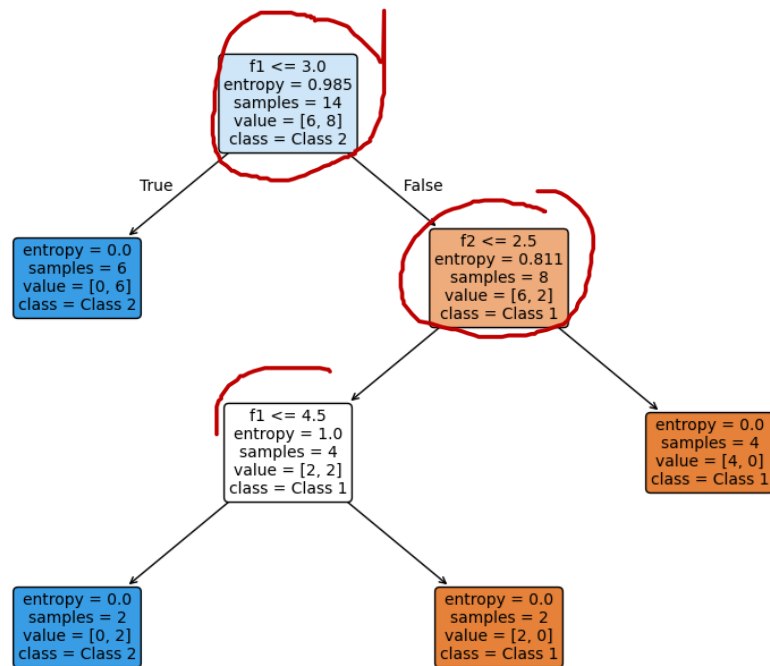 f1 <= 3.0
entropy = 0.985
samples = 14
value = [6, 8]
class = Class 2
True
False
entropy = 0.0
samples = 6
value = [0, 6]
class = Class 2
f2 <= 2.5
entropy = 0.811
samples = 8
value = [6, 2]
class = Class 1
f1 <= 4.5
entropy = 1.0
samples = 4
value = [2, 2]
class = Class 1
entropy = 0.0
samples = 4
value = [4, 0]
class = Class 1
entropy = 0.0
samples = 2
value = [0, 2]
class = Class 2
entropy = 0.0
samples = 2
value = [2, 0]
class = Class 1